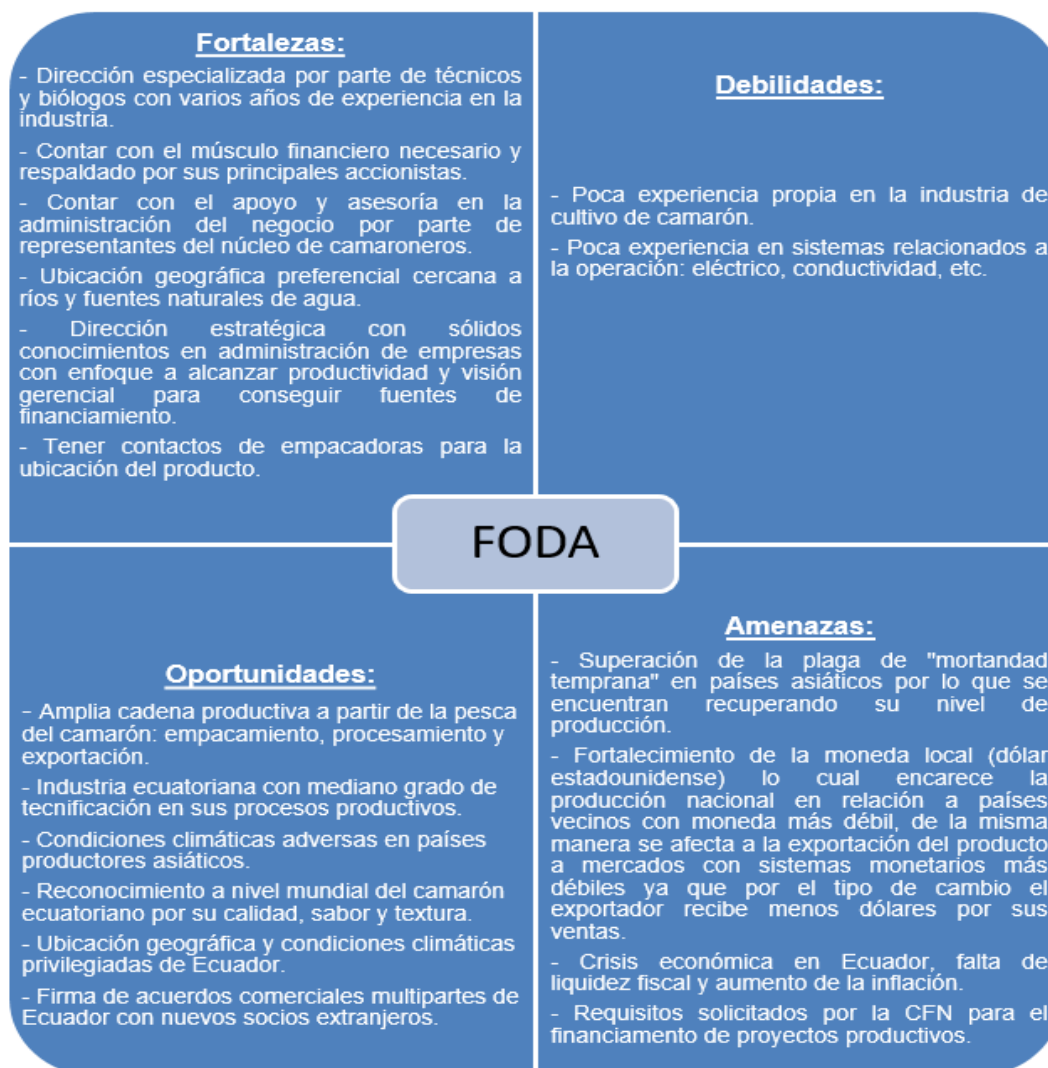 Fortalezas:
- Dirección especializada por parte de técnicos
y biólogos con varios años de experiencia en la
industria.
- Contar con el músculo financiero necesario y
respaldado por sus principales accionistas.
- Contar con el apoyo y asesoría en la
administración del negocio por parte de
representantes del núcleo de camaroneros.
- Ubicación geográfica preferencial cercana a
ríos y fuentes naturales de agua.
- Dirección estratégica con sólidos
conocimientos en administración de empresas
con enfoque a alcanzar productividad y visión
gerencial para conseguir fuentes de
financiamiento.
- Tener contactos de empacadoras para la
ubicación del producto.
Debilidades:
- Poca experiencia propia en la industria de
cultivo de camarón.
- Poca experiencia en sistemas relacionados a
la operación: eléctrico, conductividad, etc.
FODA
Oportunidades:
- Amplia cadena productiva a partir de la pesca
del camarón: empacamiento, procesamiento y
exportación.
- Industria ecuatoriana con mediano grado de
tecnificación en sus procesos productivos.
- Condiciones climáticas adversas en países
productores asiáticos.
- Reconocimiento a nivel mundial del camarón
ecuatoriano por su calidad, sabor y textura.
- Ubicación geográfica y condiciones climáticas
privilegiadas de Ecuador.
- Firma de acuerdos comerciales multipartes de
Ecuador con nuevos socios extranjeros.
Amenazas:
- Superación de la plaga de "mortandad
temprana" en países asiáticos por lo que se
encuentran recuperando su nivel de
producción.
- Fortalecimiento de la moneda local (dólar
estadounidense) lo cual encarece la
producción nacional en relación a países
vecinos con moneda más débil, de la misma
manera se afecta a la exportación del producto
a mercados con sistemas monetarios más
débiles ya que por el tipo de cambio el
exportador recibe menos dólares por sus
ventas.
- Crisis económica en Ecuador, falta de
liquidez fiscal y aumento de la inflación.
- Requisitos solicitados por la CFN para el
financiamiento de proyectos productivos.